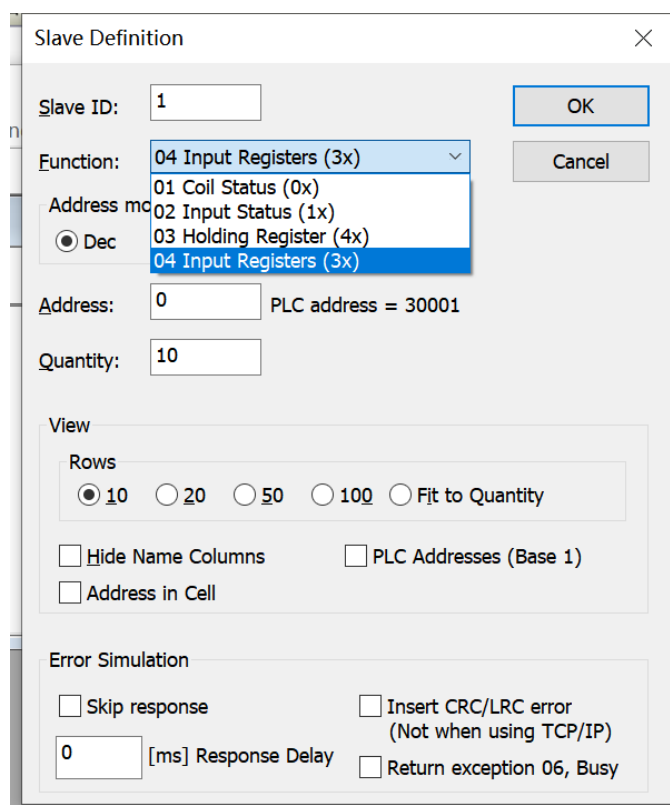 Slave Definition
Slave ID: 1 OK
Function: 04 Input Registers (3x) Cancel
01 Coil Status (0x)
Address mo 02 Input Status (1x)
Dec 03 Holding Register (4x)
04 Input Registers (3x)
Address: 0 PLC address = 30001
Quantity: 10
View
Rows
10 20 50 100 Fit to Quantity
Hide Name Columns PLC Addresses (Base 1)
Address in Cell
Error Simulation
Skip response Insert CRC/LRC error
(Not when using TCP/IP)
0 [ms] Response Delay
Return exception 06, Busy